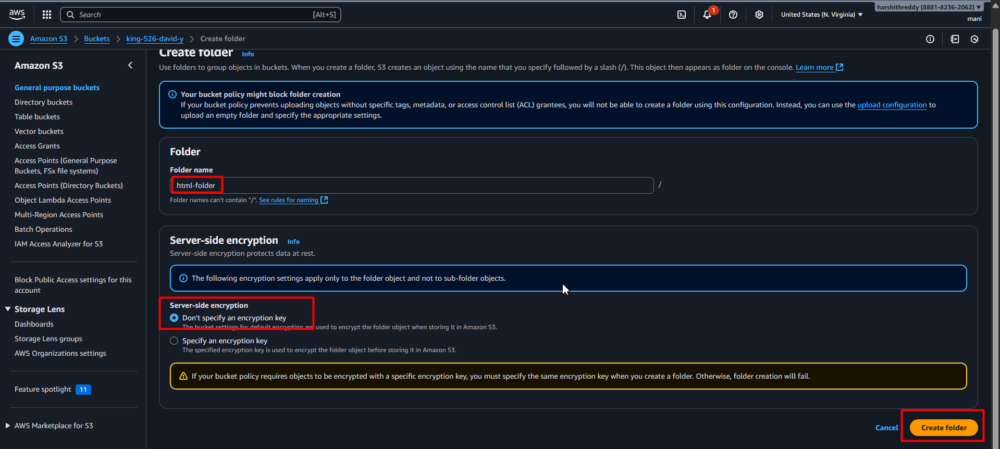 aws
Search
[Alt+S]
1
United States (N. Virginia)
harshithreddy (8881-8236-2062)
mani
Amazon S3
Buckets
king-526-david-y
Create folder
Amazon S3
General purpose buckets
Directory buckets
Table buckets
Vector buckets
Access Grants
Access Points (General Purpose
Buckets, FSx file systems)
Access Points (Directory Buckets)
Object Lambda Access Points
Multi-Region Access Points
Batch Operations
IAM Access Analyzer for S3
Block Public Access settings for this
account
Storage Lens
Dashboards
Storage Lens groups
AWS Organizations settings
Feature spotlight 11
AWS Marketplace for S3
Create folder Info
Use folders to group objects in buckets. When you create a folder, S3 creates an object using the name that you specify followed by a slash (/). This object then appears as folder on the console. Learn more
Your bucket policy might block folder creation
If your bucket policy prevents uploading objects without specific tags, metadata, or access control list (ACL) grantees, you will not be able to create a folder using this configuration. Instead, you can use the upload configuration to
upload an empty folder and specify the appropriate settings.
Folder
Folder name
html-folder /
Folder names can't contain "/". See rules for naming
Server-side encryption Info
Server-side encryption protects data at rest.
The following encryption settings apply only to the folder object and not to sub-folder objects.
Server-side encryption
Don't specify an encryption key
The bucket settings for default encryption are used to encrypt the folder object when storing it in Amazon S3.
Specify an encryption key
The specified encryption key is used to encrypt the folder object before storing it in Amazon S3.
If your bucket policy requires objects to be encrypted with a specific encryption key, you must specify the same encryption key when you create a folder. Otherwise, folder creation will fail.
Cancel
Create folder